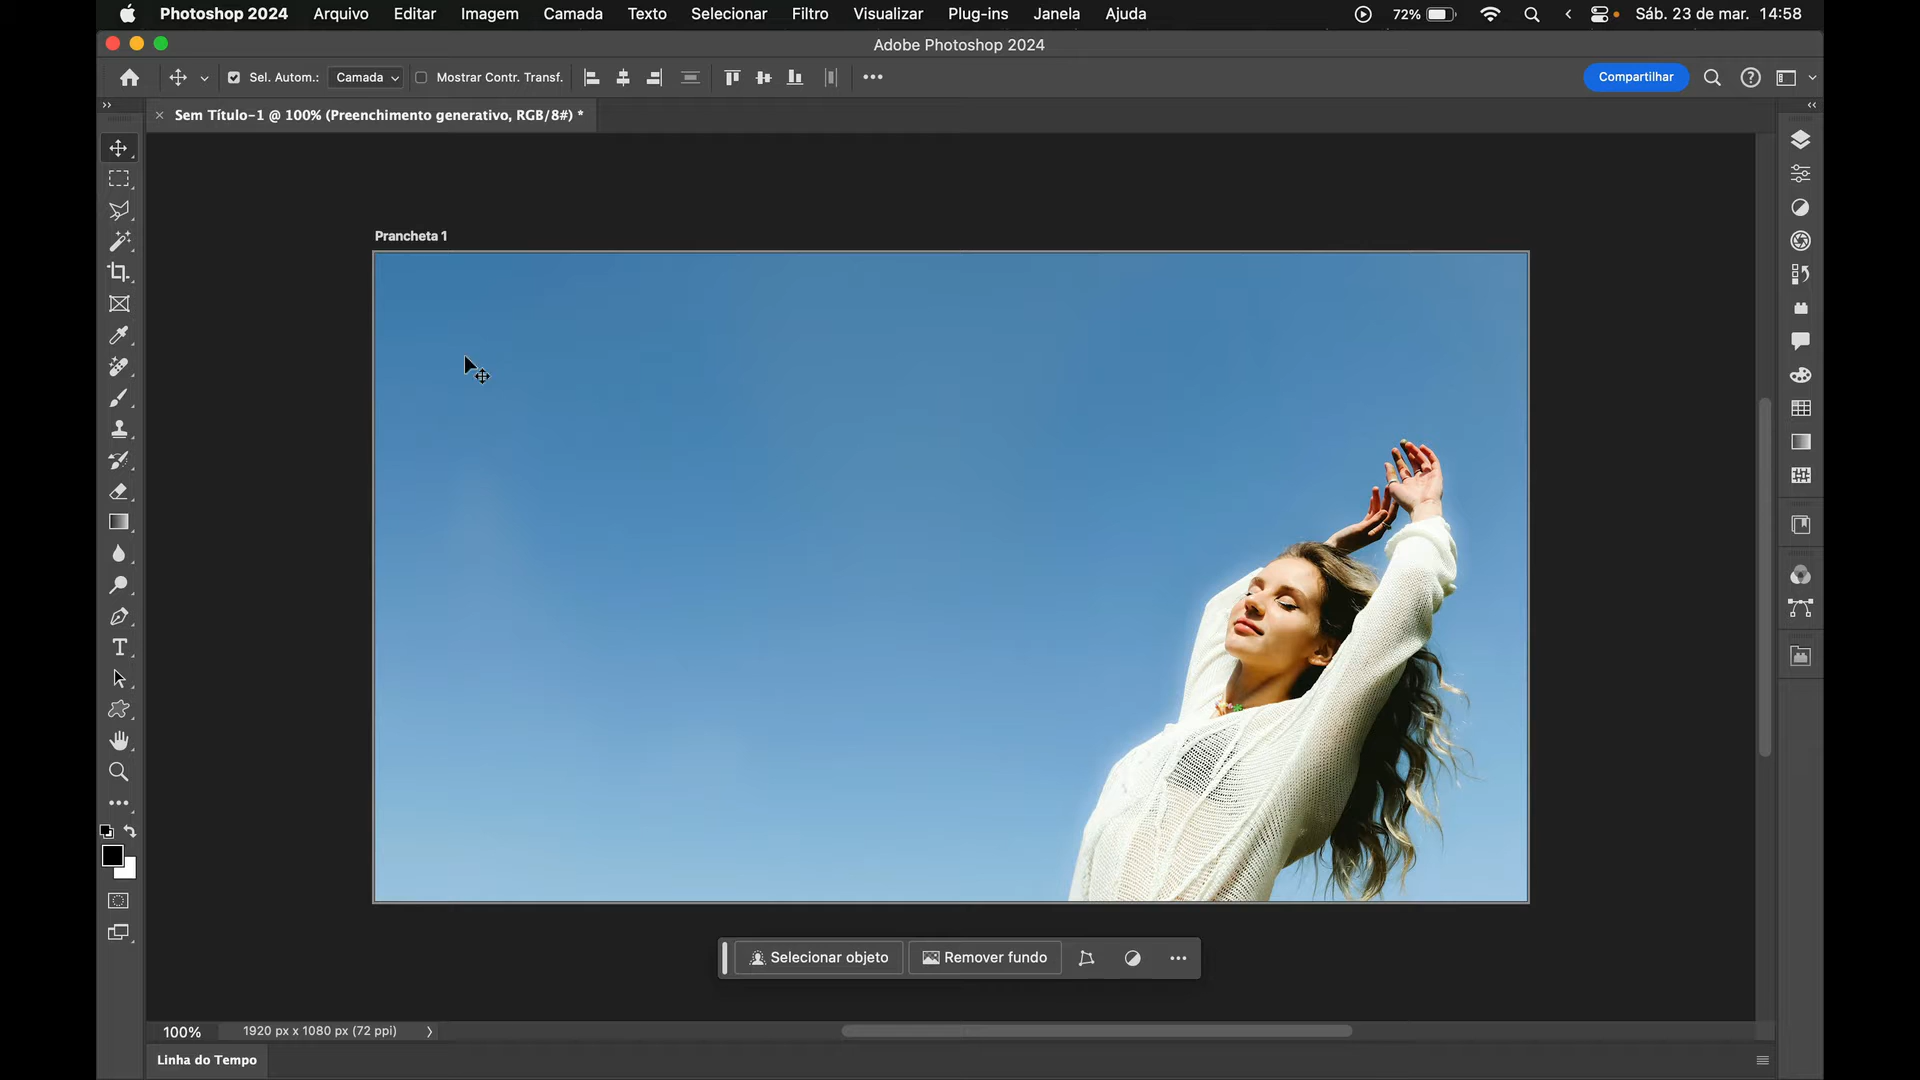 Photoshop 2024 Arquivo Editar Imagem Camada Texto Selecionar Filtro Visualizar Plug-ins Janela Ajuda 72% Sáb. 23 de mar. 14:58
Adobe Photoshop 2024
Sel. Autom.: Camada Mostrar Contr. Transf. Compartilhar
Sem Título-1 @ 100% (Preenchimento generativo, RGB/8#) *
Prancheta 1
Selecionar objeto Remover fundo
100% 1920 px x 1080 px (72 ppi)
Linha do Tempo